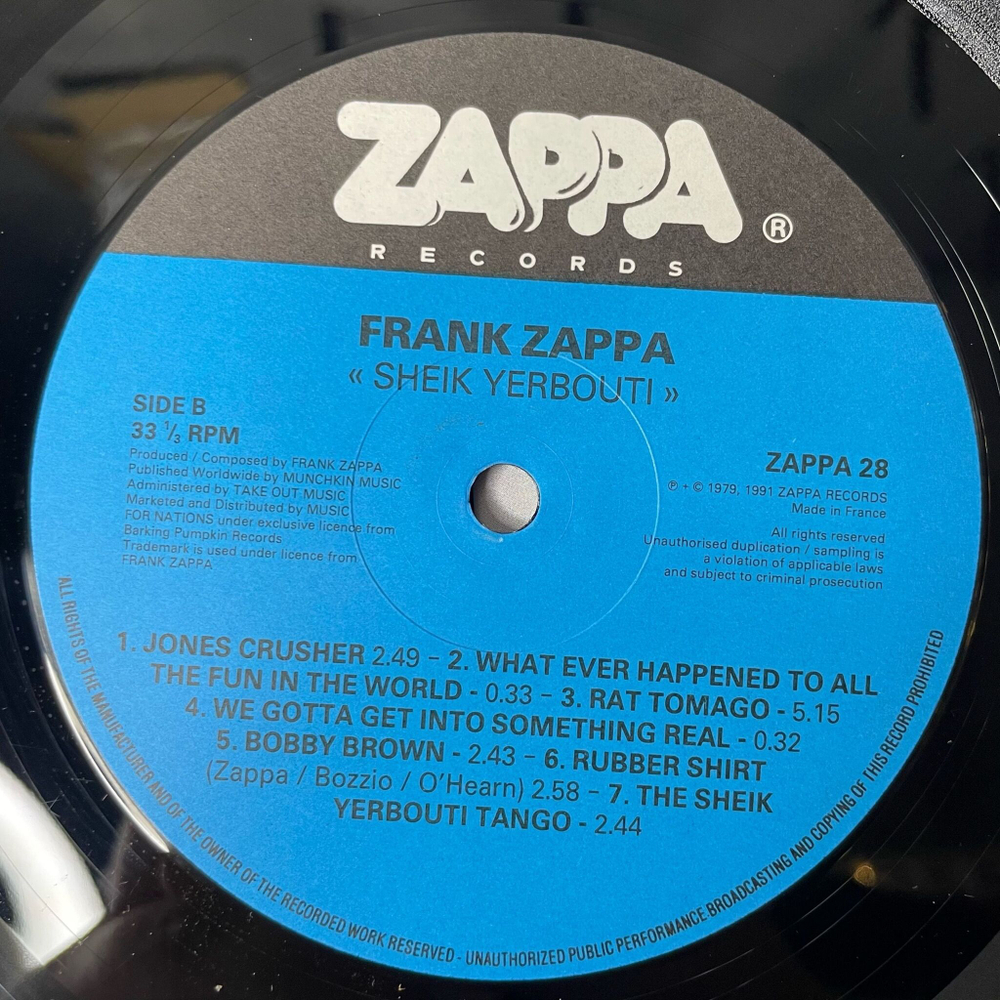 ZAPPA ®
RECORDS
FRANK ZAPPA
« SHEIK YERBOUTI »
SIDE B
33 ⅓ RPM
Produced / Composed by FRANK ZAPPA
Published Worldwide by MUNCHKIN MUSIC
Administered by TAKE OUT MUSIC
Marketed and Distributed by MUSIC
FOR NATIONS under exclusive licence from
Barking Pumpkin Records
Trademark is used under licence from
FRANK ZAPPA
ZAPPA 28
℗ + © 1979, 1991 ZAPPA RECORDS
Made in France
All rights reserved
Unauthorised duplication / sampling is
a violation of applicable laws
and subject to criminal prosecution
1. JONES CRUSHER 2.49 – 2. WHAT EVER HAPPENED TO ALL
THE FUN IN THE WORLD - 0.33 – 3. RAT TOMAGO - 5.15
4. WE GOTTA GET INTO SOMETHING REAL - 0.32
5. BOBBY BROWN - 2.43 – 6. RUBBER SHIRT
(Zappa / Bozzio / O'Hearn) 2.58 – 7. THE SHEIK
YERBOUTI TANGO - 2.44
ALL RIGHTS OF THE MANUFACTURER AND OF THE OWNER OF THE RECORDED WORK RESERVED - UNAUTHORIZED PUBLIC PERFORMANCE BROADCASTING AND COPYING OF THIS RECORD PROHIBITED